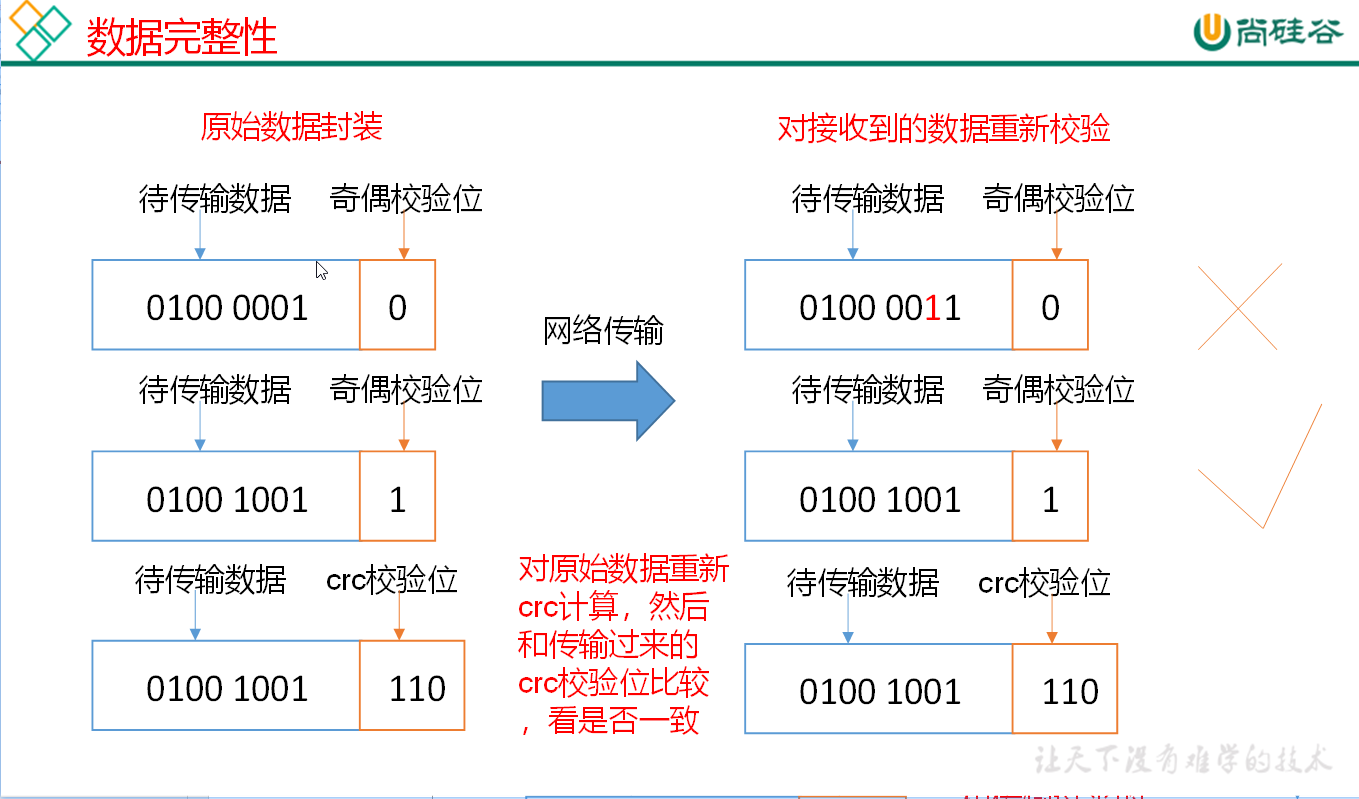 数据完整性
尚硅谷
原始数据封装
对接收到的数据重新校验
待传输数据 奇偶校验位
待传输数据 奇偶校验位
0100 0001 0
0100 0011 0
网络传输
待传输数据 奇偶校验位
待传输数据 奇偶校验位
0100 1001 1
0100 1001 1
待传输数据 crc校验位
对原始数据重新
crc计算，然后
和传输过来的
crc校验位比较
，看是否一致
待传输数据 crc校验位
0100 1001 110
0100 1001 110
让天下没有难学的技术